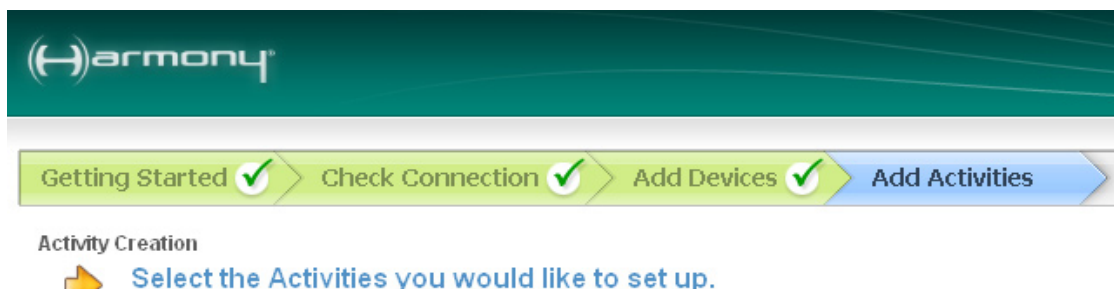 Harmony
Getting Started Check Connection Add Devices Add Activities
Activity Creation
Select the Activities you would like to set up.